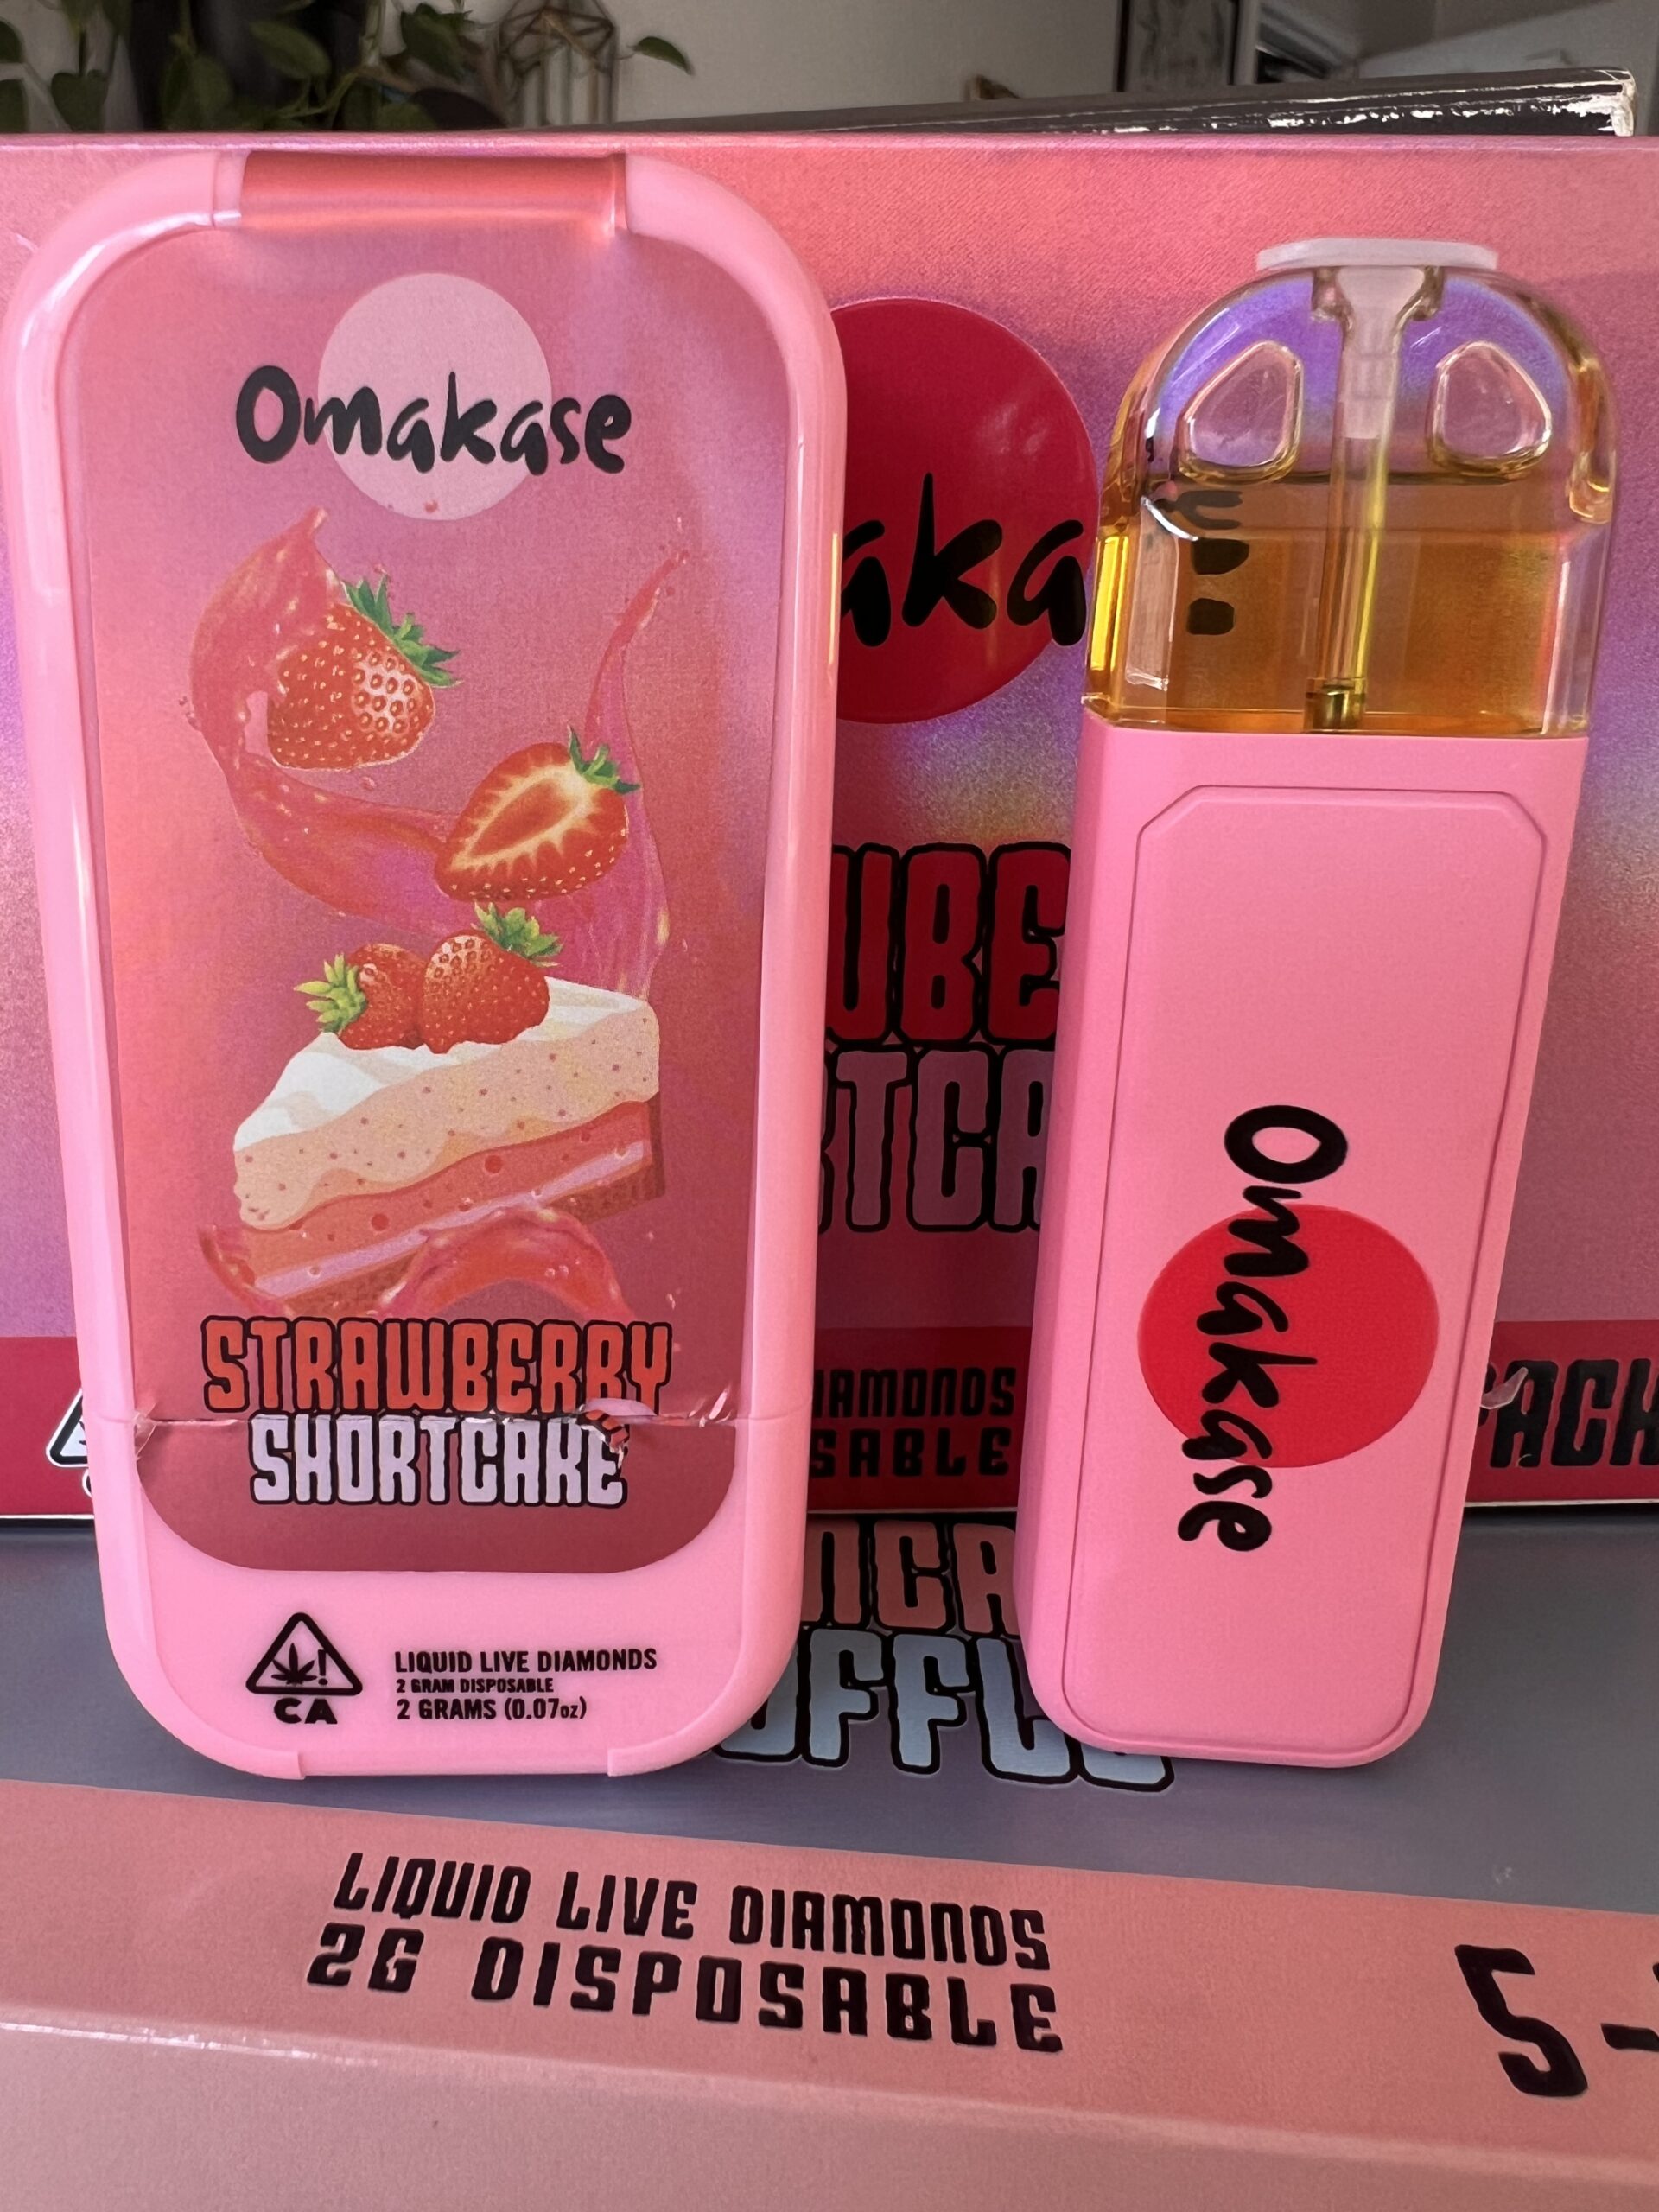 Omakase
STRAWBERRY
SHORTCAKE
CA
LIQUID LIVE DIAMONDS
2 GRAM DISPOSABLE
2 GRAMS (0.07oz)
Omakase
LIQUID LIVE DIAMONDS
2G DISPOSABLE
5-